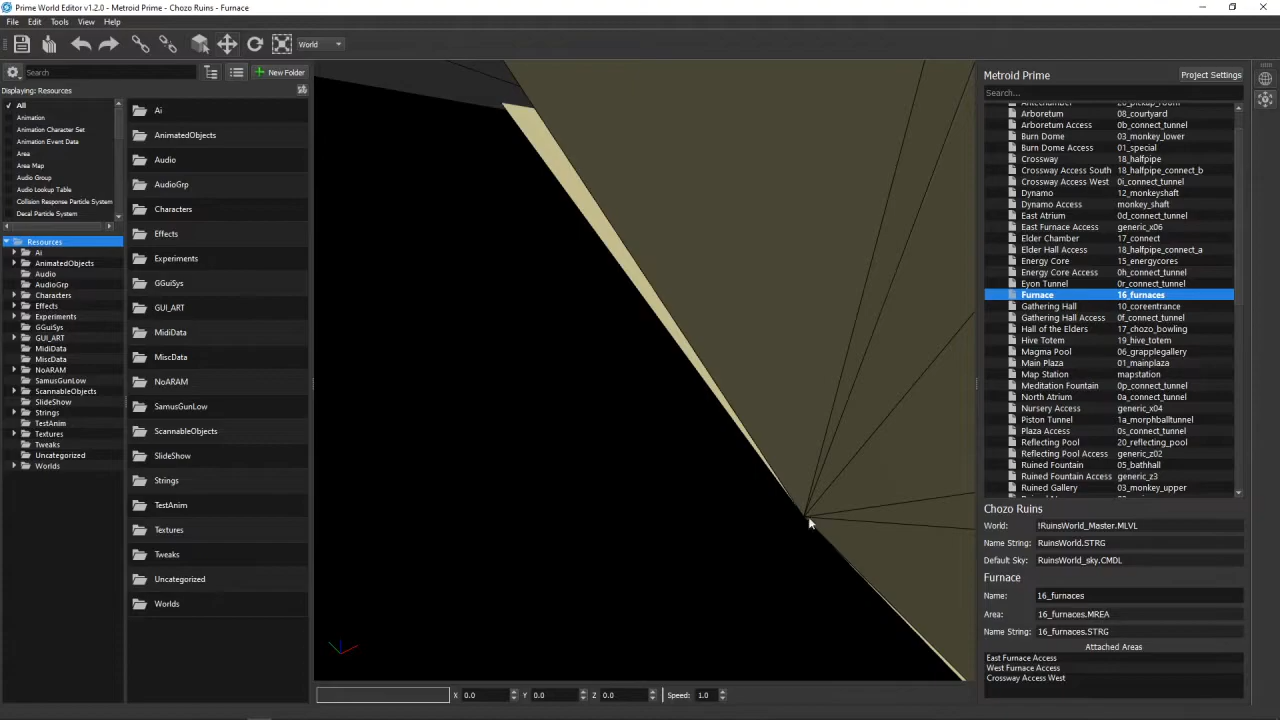 Prime World Editor v1.2.0 - Metroid Prime - Chozo Ruins - Furnace
File Edit Tools View Help
World
Search
New Folder
Displaying: Resources
All
Animation
Animation Character Set
Animation Event Data
Area
Area Map
Audio Group
Audio Lookup Table
Collision Response Particle System
Decal Particle System
Resources
Ai
AnimatedObjects
Audio
AudioGrp
Characters
Effects
Experiments
GGuiSys
GUI_ART
MidiData
MiscData
NoARAM
SamusGunLow
ScannableObjects
SlideShow
Strings
TestAnim
Textures
Tweaks
Uncategorized
Worlds
Ai
AnimatedObjects
Audio
AudioGrp
Characters
Effects
Experiments
GGuiSys
GUI_ART
MidiData
MiscData
NoARAM
SamusGunLow
ScannableObjects
SlideShow
Strings
TestAnim
Textures
Tweaks
Uncategorized
Worlds
X 0.0 Y 0.0 Z 0.0 Speed: 1.0
Metroid Prime Project Settings
Search...
Antechamber 20_pickup_room
Arboretum 08_courtyard
Arboretum Access 0b_connect_tunnel
Burn Dome 03_monkey_lower
Burn Dome Access 01_special
Crossway 18_halfpipe
Crossway Access South 18_halfpipe_connect_b
Crossway Access West 0i_connect_tunnel
Dynamo 12_monkeyshaft
Dynamo Access monkey_shaft
East Atrium 0d_connect_tunnel
East Furnace Access generic_x06
Elder Chamber 17_connect
Elder Hall Access 18_halfpipe_connect_a
Energy Core 15_energycores
Energy Core Access 0h_connect_tunnel
Eyon Tunnel 0r_connect_tunnel
Furnace 16_furnaces
Gathering Hall 10_coreentrance
Gathering Hall Access 0f_connect_tunnel
Hall of the Elders 17_chozo_bowling
Hive Totem 19_hive_totem
Magma Pool 06_grapplegallery
Main Plaza 01_mainplaza
Map Station mapstation
Meditation Fountain 0p_connect_tunnel
North Atrium 0a_connect_tunnel
Nursery Access generic_x04
Piston Tunnel 1a_morphballtunnel
Plaza Access 0s_connect_tunnel
Reflecting Pool 20_reflecting_pool
Reflecting Pool Access generic_z02
Ruined Fountain 05_bathhall
Ruined Fountain Access generic_z3
Ruined Gallery 03_monkey_upper
Chozo Ruins
World: !RuinsWorld_Master.MLVL
Name String: RuinsWorld.STRG
Default Sky: RuinsWorld_sky.CMDL
Furnace
Name: 16_furnaces
Area: 16_furnaces.MREA
Name String: 16_furnaces.STRG
Attached Areas
East Furnace Access
West Furnace Access
Crossway Access West